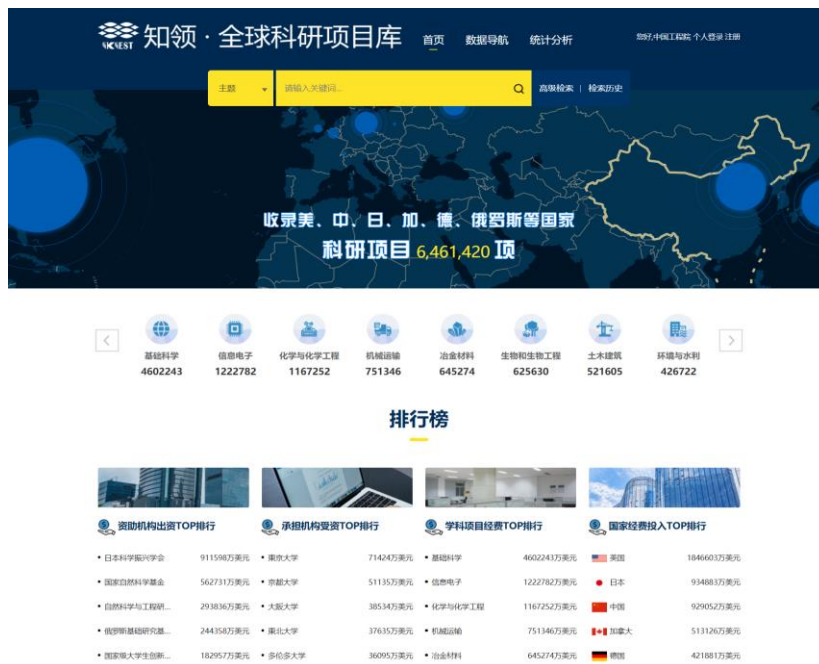 CKCEST 知领 · 全球科研项目库
首页 数据导航 统计分析
您好,中国工程院 个人登录 注册
主题 请输入关键词... 高级检索 | 检索历史
收录美、中、日、加、德、俄罗斯等国家
科研项目 6,461,420 项
基础科学 信息电子 化学与化学工程 机械运输 冶金材料 生物和生物工程 土木建筑 环境与水利
4602243 1222782 1167252 751346 645274 625630 521605 426722
排行榜
资助机构出资TOP排行 承担机构受资TOP排行 学科项目经费TOP排行 国家经费投入TOP排行
• 日本科学振兴学会 911598万美元 • 東京大学 71424万美元 • 基础科学 4602243万美元 美国 1846603万美元
• 国家自然科学基金 562731万美元 • 京都大学 51135万美元 • 信息电子 1222782万美元 日本 934883万美元
• 自然科学与工程研... 293836万美元 • 大阪大学 38534万美元 • 化学与化学工程 1167252万美元 中国 929052万美元
• 俄罗斯基础研究基... 244358万美元 • 東北大学 37635万美元 • 机械运输 751346万美元 加拿大 513126万美元
• 国家级大学生创新... 182957万美元 • 多伦多大学 36095万美元 • 冶金材料 645274万美元 德国 421881万美元